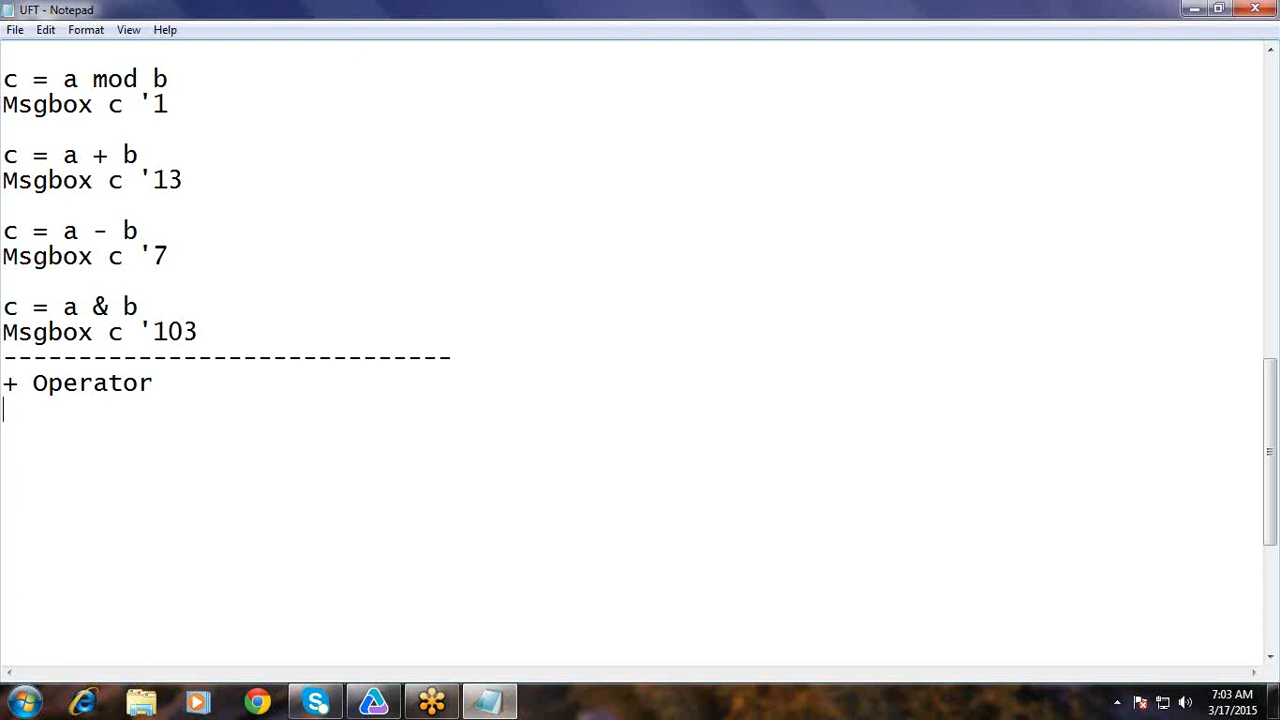 UFT - Notepad
File Edit Format View Help
c = a mod b
Msgbox c '1
c = a + b
Msgbox c '13
c = a - b
Msgbox c '7
c = a & b
Msgbox c '103
------------------------------
+ Operator
7:03 AM
3/17/2015